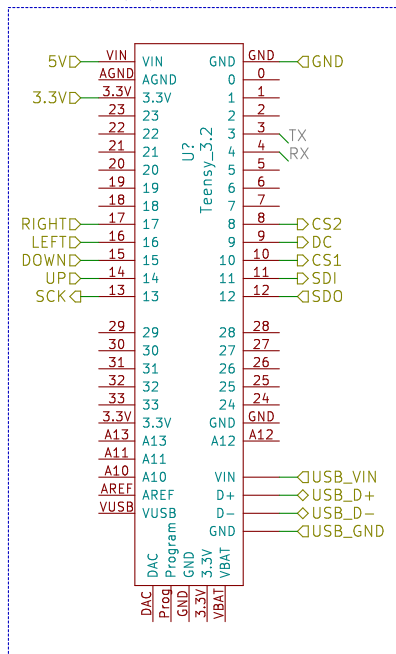 VIN GND
5V VIN GND GND
AGND AGND 0 0
3.3V
3.3V 3.3V 1 1
23 23 2 2
22 22 3 3 TX
21 21 4 4 RX
20 20 5 5
19 19 6 6
18 18 7 7
U?
Teensy_3.2
RIGHT 17 17 8 8 CS2
LEFT 16 16 9 9 DC
DOWN 15 15 10 10 CS1
UP 14 14 11 11 SDI
SCK 13 13 12 12 SDO
29 29 28 28
30 30 27 27
31 31 26 26
32 32 25 25
33 33 24 24
3.3V 3.3V GND GND
A13 A13 A12 A12
A11 A11
A10 A10 VIN USB_VIN
AREF AREF D+ USB_D+
VUSB VUSB D- USB_D-
GND USB_GND
DAC Program GND 3.3V VBAT
DAC Prog GND 3.3V VBAT